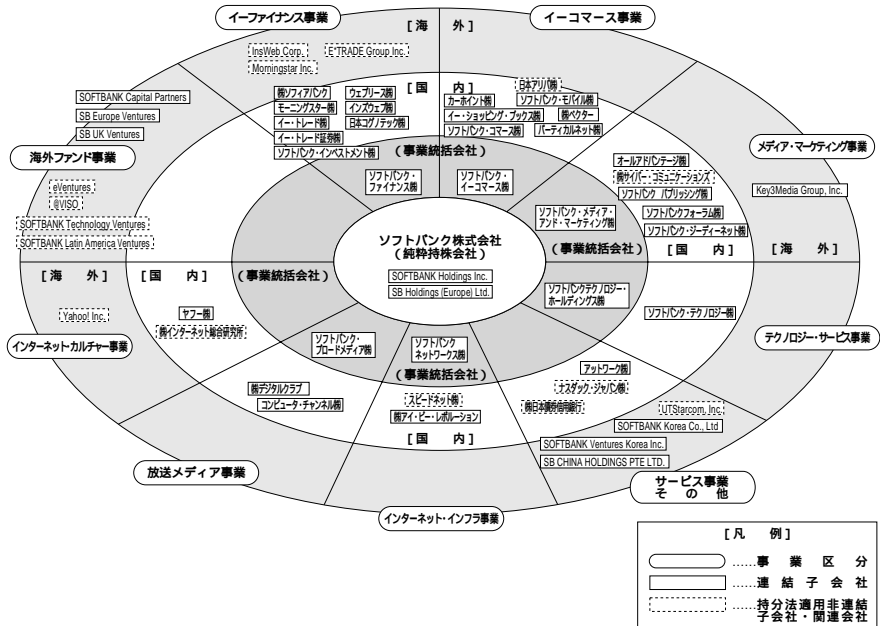 イーファイナンス事業
イーコマース事業
[ 海 外 ]
InsWeb Corp.
E*TRADE Group Inc.
Morningstar Inc.
SOFTBANK Capital Partners
SB Europe Ventures
SB UK Ventures
海外ファンド事業
eVentures
@VISO
SOFTBANK Technology Ventures
SOFTBANK Latin America Ventures
[ 国 内 ]
㈱ソフィアバンク
ウェブリース㈱
モーニングスター㈱
インズウェブ㈱
イー・トレード㈱
日本コグノテック㈱
イー・トレード証券㈱
ソフトバンク・インベストメント㈱
日本アリバ㈱
カーポイント㈱
ソフトバンク・モバイル㈱
イー・ショッピング・ブックス㈱
㈱ベクター
ソフトバンク・コマース㈱
バーティカルネット㈱
(事業統括会社)
ソフトバンク・
ファイナンス㈱
ソフトバンク・
イーコマース㈱
メディア・マーケティング事業
オールアドバンテージ㈱
㈱サイバー・コミュニケーションズ
ソフトバンク パブリッシング㈱
ソフトバンクフォーラム㈱
ソフトバンク・ジーディーネット㈱
Key3Media Group, Inc.
ソフトバンク・メディア・
アンド・マーケティング㈱
(事業統括会社)
[ 国 内 ]
[ 海 外 ]
ソフトバンク株式会社
(純粋持株会社)
SOFTBANK Holdings Inc.
SB Holdings (Europe) Ltd.
[ 海 外 ]
[ 国 内 ]
(事業統括会社)
Yahoo! Inc.
ヤフー㈱
㈱インターネット総合研究所
インターネット・カルチャー事業
ソフトバンクテクノロジー・
ホールディングス㈱
ソフトバンク・テクノロジー㈱
テクノロジー・サービス事業
ソフトバンク・
ブロードメディア㈱
ソフトバンク
ネットワークス㈱
(事業統括会社)
㈱デジタルクラブ
コンピュータ・チャンネル㈱
スピードネット㈱
㈱アイ・ピー・レボルーション
[ 国 内 ]
アットワーク㈱
ナスダック・ジャパン㈱
㈱日本債券信用銀行
UTStarcom, Inc.
SOFTBANK Korea Co., Ltd
SOFTBANK Ventures Korea Inc.
SB CHINA HOLDINGS PTE LTD.
放送メディア事業
インターネット・インフラ事業
サービス事業
そ の 他
[ 凡 例 ]
……事 業 区 分
……連 結 子 会 社
……持分法適用非連結
子会社・関連会社